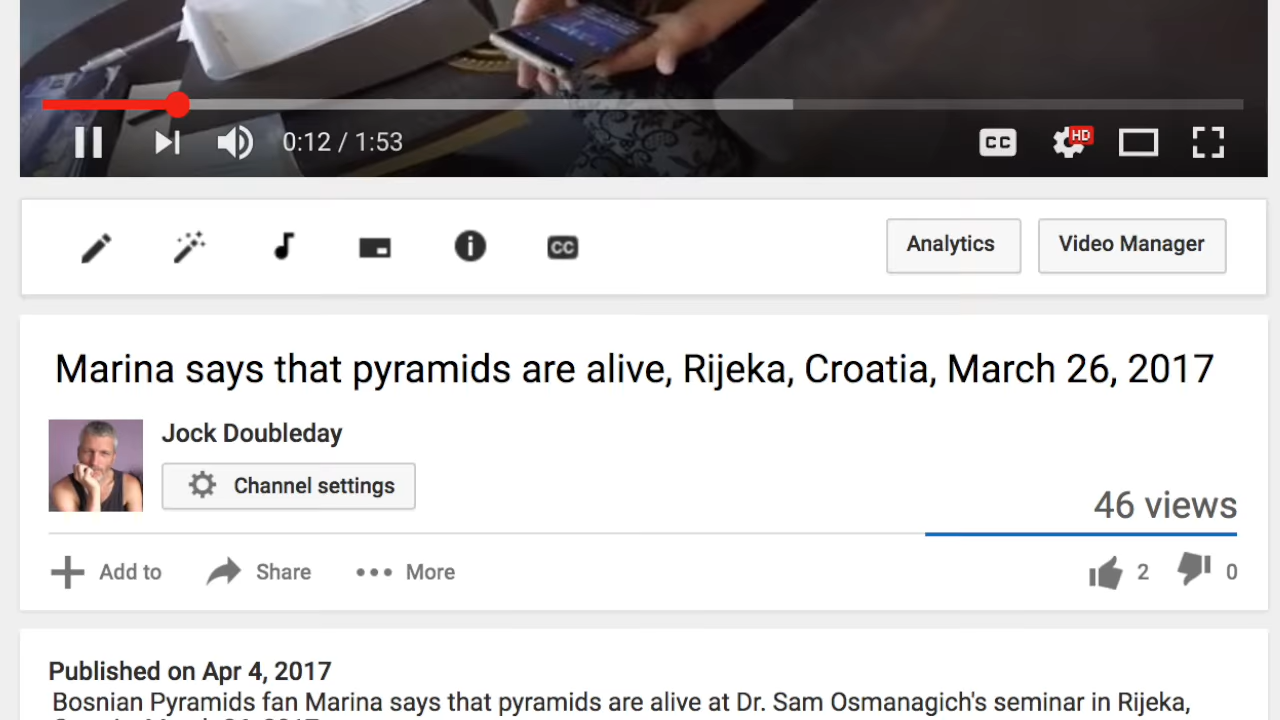 0:12 / 1:53
CC
HD
CC
Analytics
Video Manager
Marina says that pyramids are alive, Rijeka, Croatia, March 26, 2017
Jock Doubleday
Channel settings
46 views
Add to
Share
More
2
0
Published on Apr 4, 2017
Bosnian Pyramids fan Marina says that pyramids are alive at Dr. Sam Osmanagich's seminar in Rijeka,